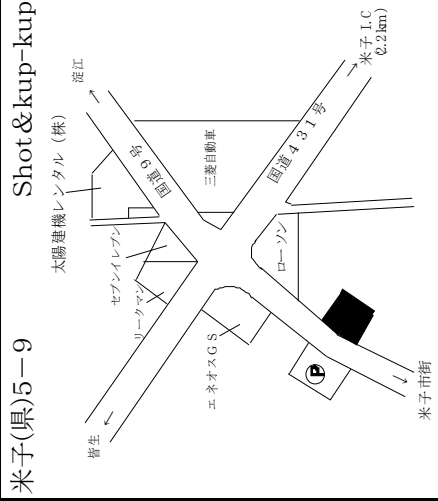 米子(県)5－9　Shot&kup-kup
太陽建機レンタル（株）
淀江
←
国道9号
セブンイレブン
リークマン
三菱自動車
国道431号
米子I.C
(2.2km)
←
皆生
エネオスGS
ローソン
P
←
米子市街